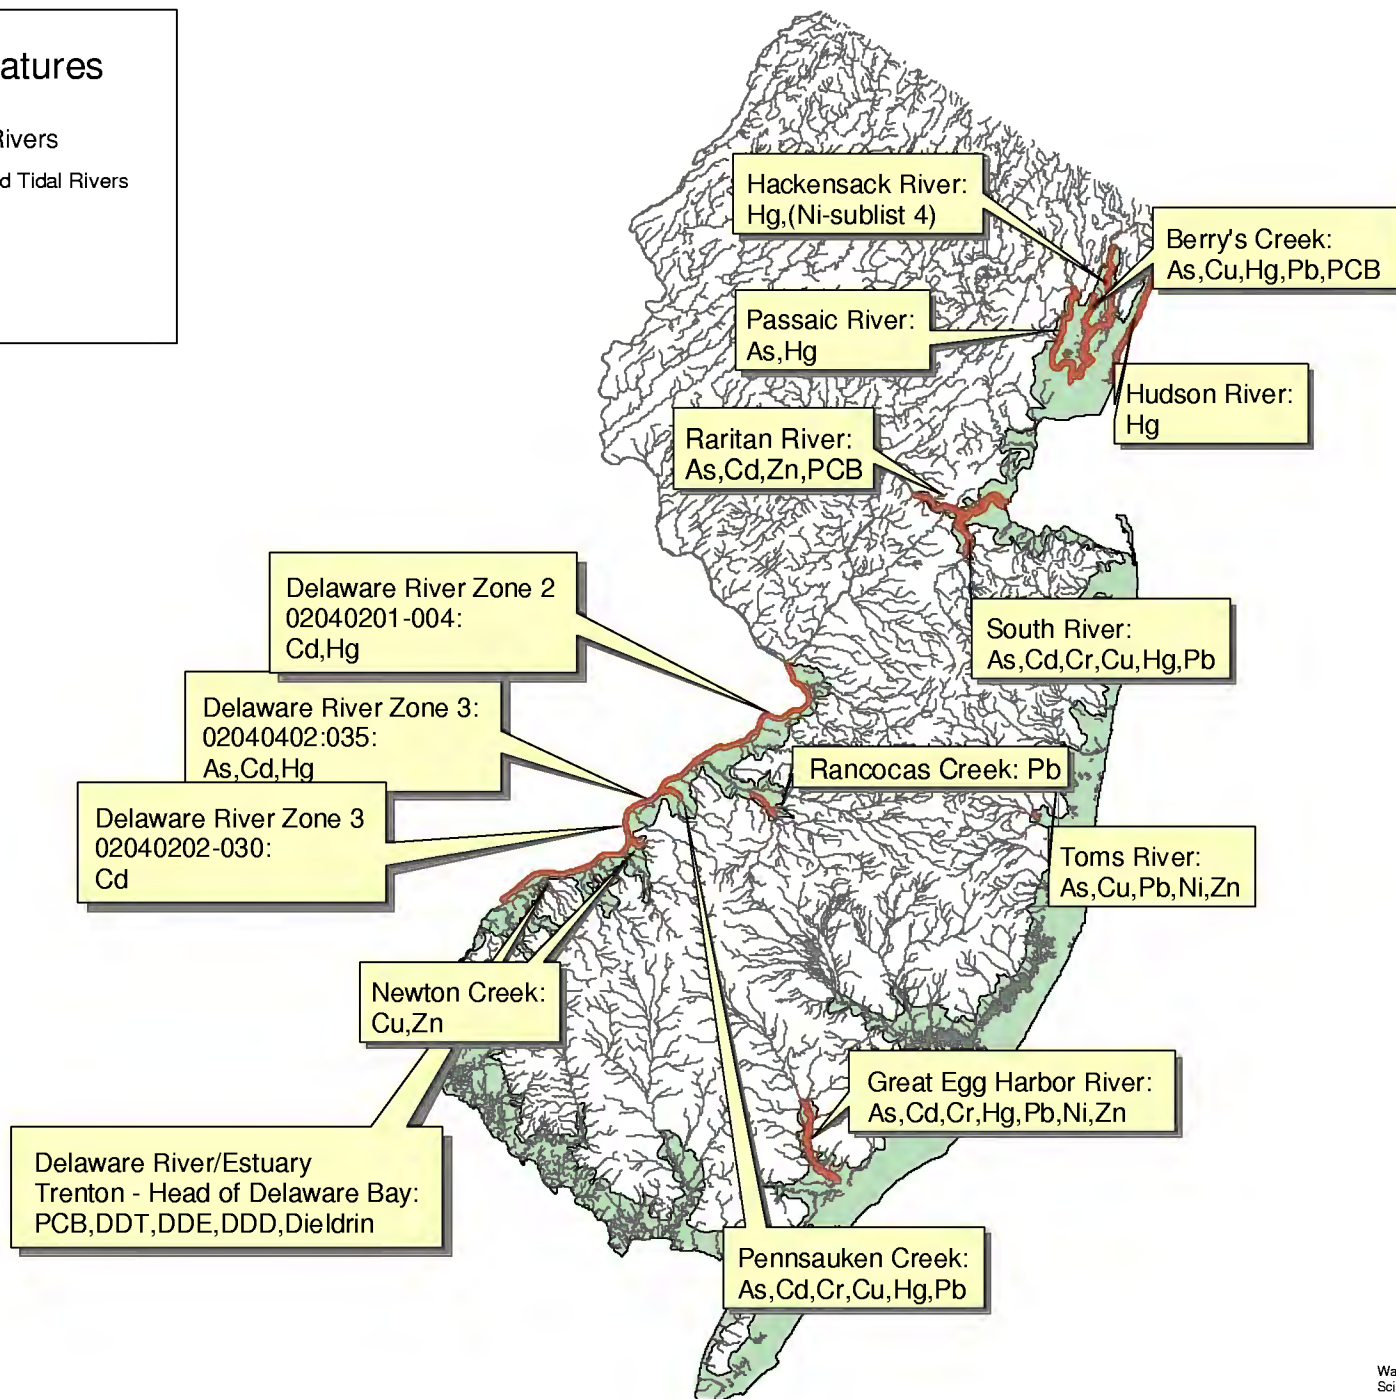 atures
Rivers
d Tidal Rivers
Hackensack River:
Hg,(Ni-sublist 4)
Berry's Creek:
As,Cu,Hg,Pb,PCB
Passaic River:
As,Hg
Hudson River:
Hg
Raritan River:
As,Cd,Zn,PCB
Delaware River Zone 2
02040201-004:
Cd,Hg
South River:
As,Cd,Cr,Cu,Hg,Pb
Delaware River Zone 3:
02040402:035:
As,Cd,Hg
Rancocas Creek: Pb
Delaware River Zone 3
02040202-030:
Cd
Toms River:
As,Cu,Pb,Ni,Zn
Newton Creek:
Cu,Zn
Great Egg Harbor River:
As,Cd,Cr,Hg,Pb,Ni,Zn
Delaware River/Estuary
Trenton - Head of Delaware Bay:
PCB,DDT,DDE,DDD,Dieldrin
Pennsauken Creek:
As,Cd,Cr,Cu,Hg,Pb
Wa
Sci